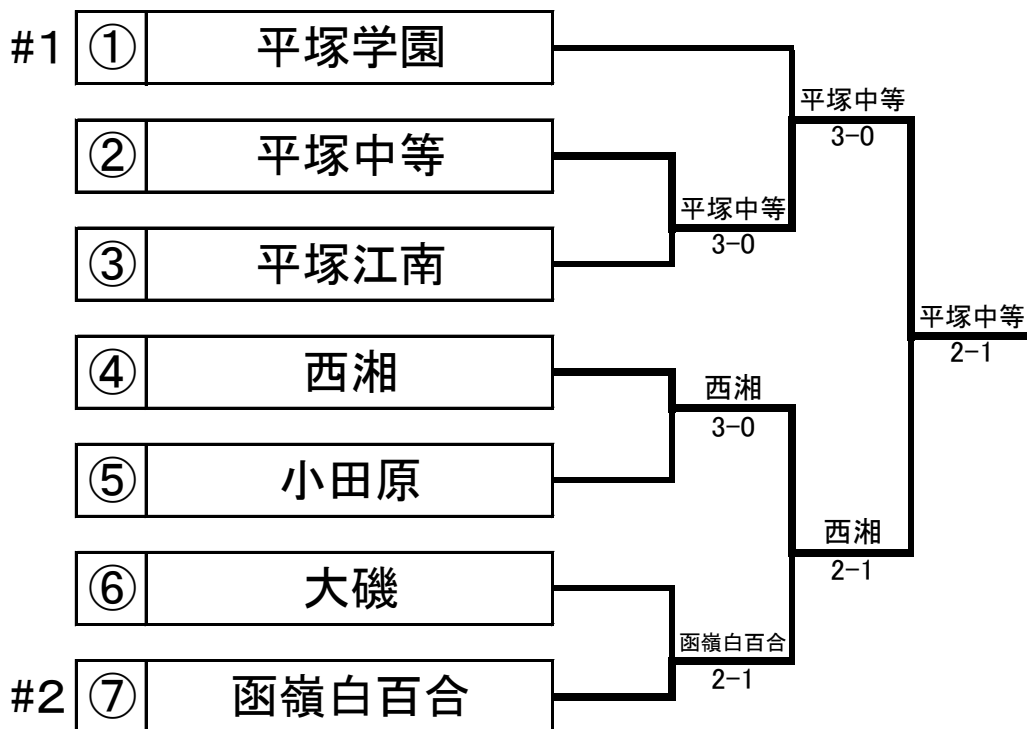 #1 ① 平塚学園
② 平塚中等
③ 平塚江南
④ 西湘
⑤ 小田原
⑥ 大磯
#2 ⑦ 函嶺白百合
平塚中等
3-0
西湘
3-0
函嶺白百合
2-1
平塚中等
3-0
西湘
2-1
平塚中等
2-1